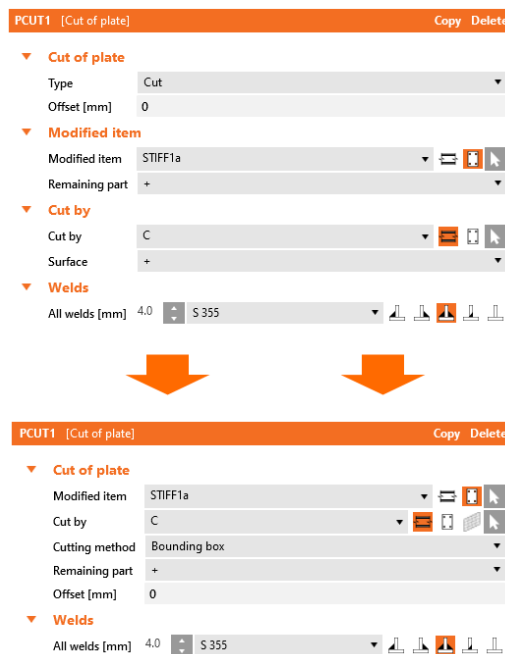 PCUT1 [Cut of plate] Copy Delete
Cut of plate
Type Cut
Offset [mm] 0
Modified item
Modified item STIFF1a
Remaining part +
Cut by
Cut by C
Surface +
Welds
All welds [mm] 4.0 S 355
PCUT1 [Cut of plate] Copy Delete
Cut of plate
Modified item STIFF1a
Cut by C
Cutting method Bounding box
Remaining part +
Offset [mm] 0
Welds
All welds [mm] 4.0 S 355